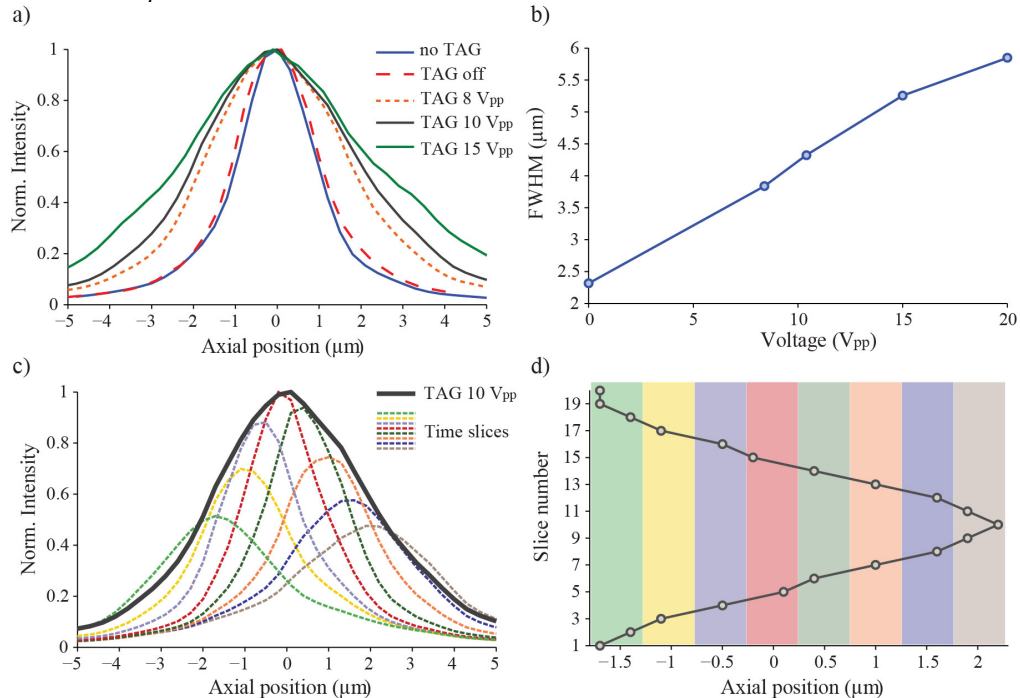 a)
Norm. Intensity
1
0.8
0.6
0.4
0.2
0
−5 −4 −3 −2 −1 0 1 2 3 4 5
Axial position (µm)
no TAG
TAG off
TAG 8 Vpp
TAG 10 Vpp
TAG 15 Vpp
b)
FWHM (µm)
6
5.5
5
4.5
4
3.5
3
2.5
2
0 5 10 15 20
Voltage (Vpp)
c)
Norm. Intensity
1
0.8
0.6
0.4
0.2
0
−5 −4 −3 −2 −1 0 1 2 3 4 5
Axial position (µm)
TAG 10 Vpp
Time slices
d)
Slice number
19
17
15
13
11
9
7
5
3
1
−1.5 −1 −0.5 0 0.5 1 1.5 2
Axial position (µm)